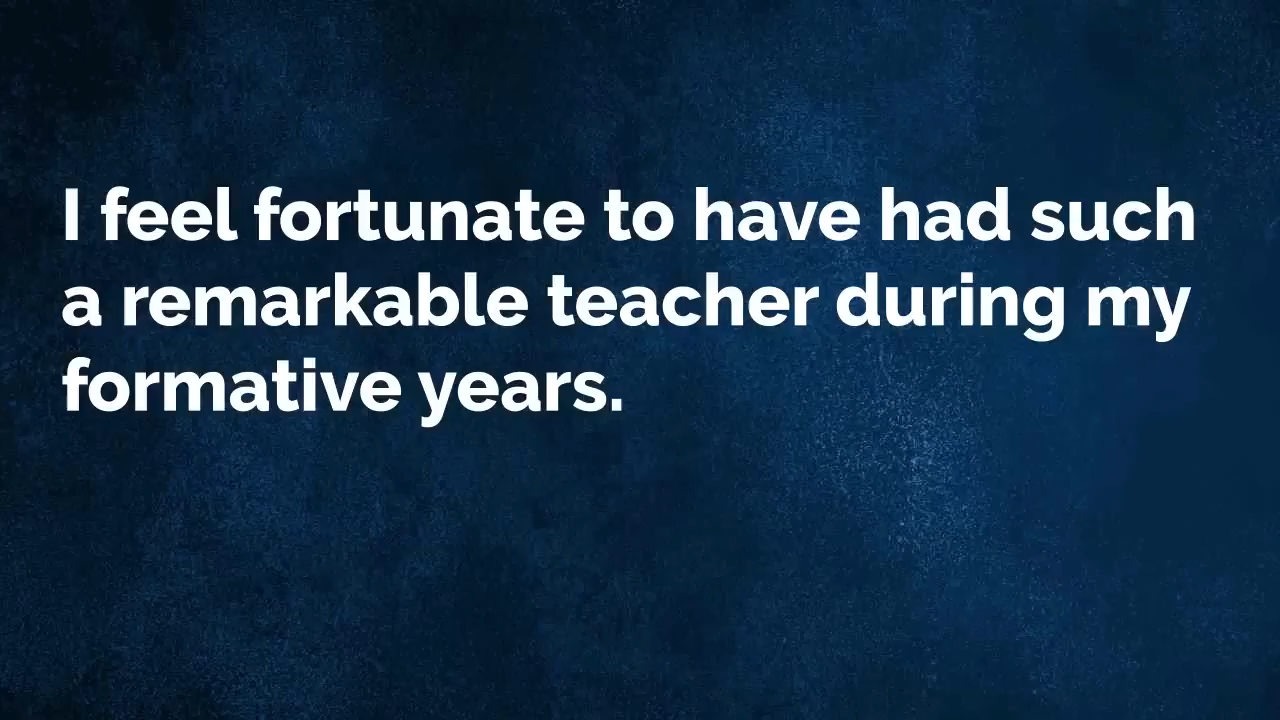 I feel fortunate to have had such
a remarkable teacher during my
formative years.